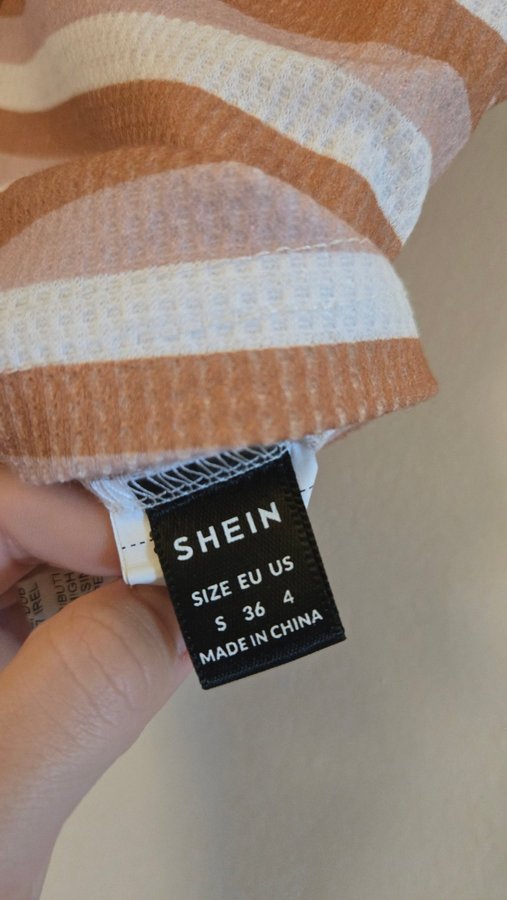 SHEIN
SIZE EU US
S 36 4
MADE IN CHINA